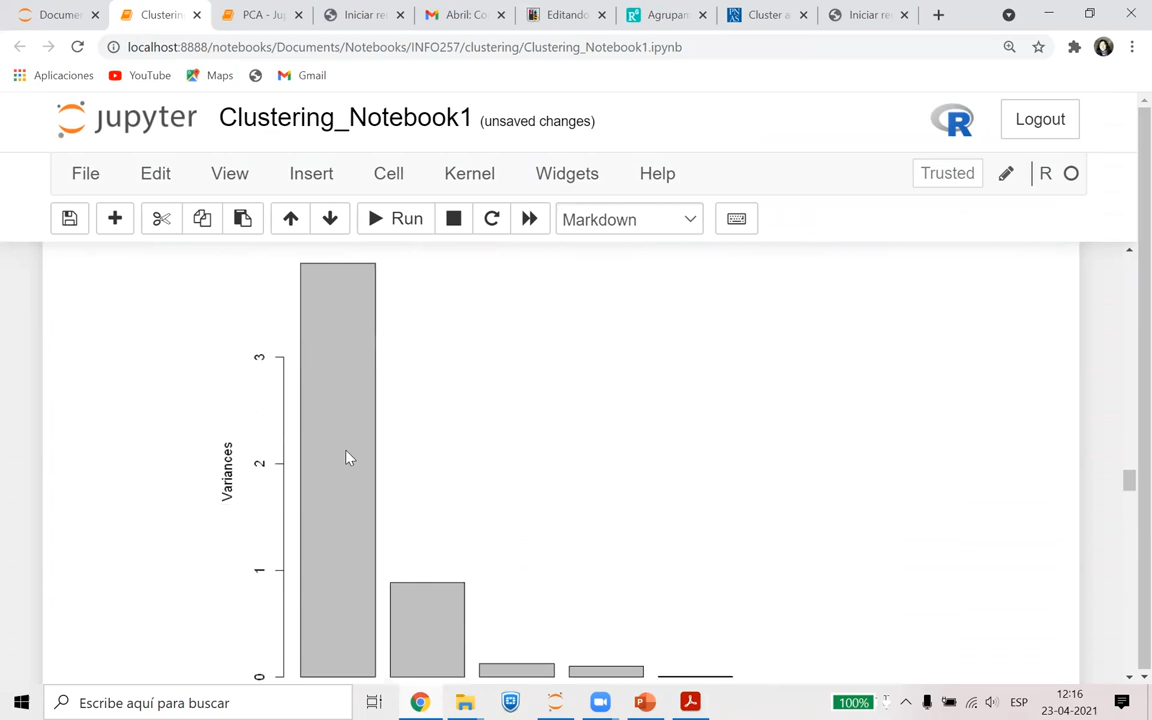 Documen
Clustering
PCA - Jup
Iniciar re
Abril: Co
Editando
Agrupam
Cluster a
Iniciar re
localhost:8888/notebooks/Documents/Notebooks/INFO257/clustering/Clustering_Notebook1.ipynb
Aplicaciones
YouTube
Maps
Gmail
jupyter
Clustering_Notebook1 (unsaved changes)
R
Logout
File
Edit
View
Insert
Cell
Kernel
Widgets
Help
Trusted
R
Run
Markdown
Variances
3
2
1
0
Escribe aquí para buscar
100%
ESP
12:16
23-04-2021